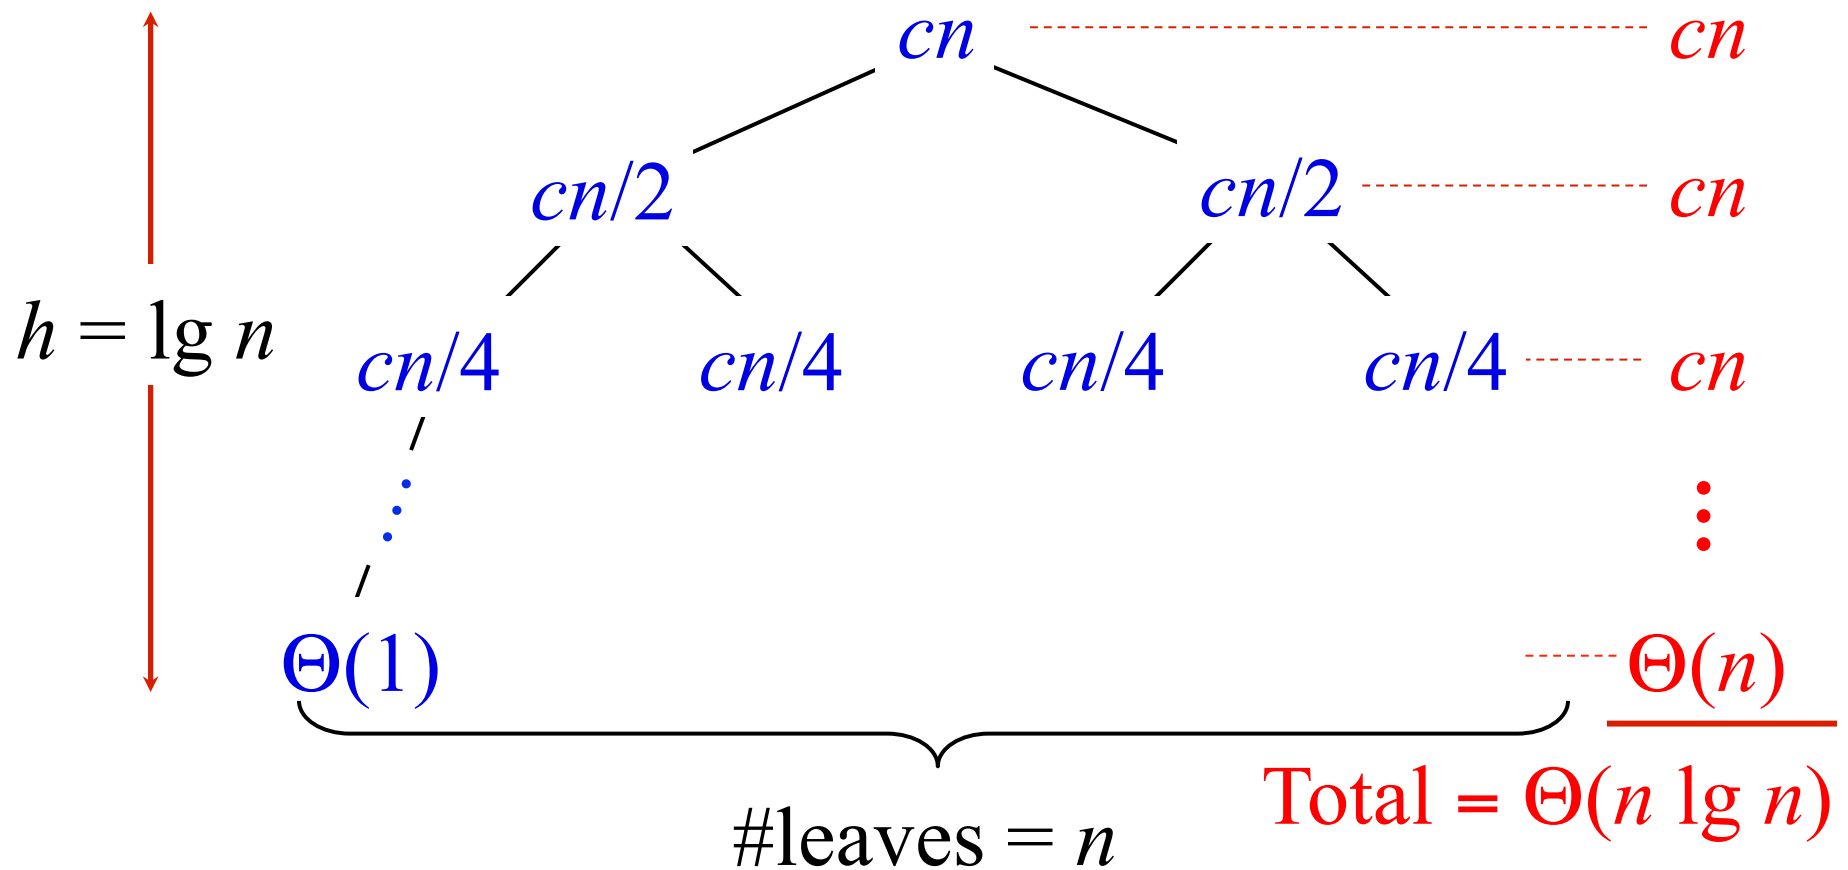 cn cn
cn/2 cn/2 cn
h = lg n cn/4 cn/4 cn/4 cn/4 cn
Θ(1) Θ(n)
#leaves = n Total = Θ(n lg n)